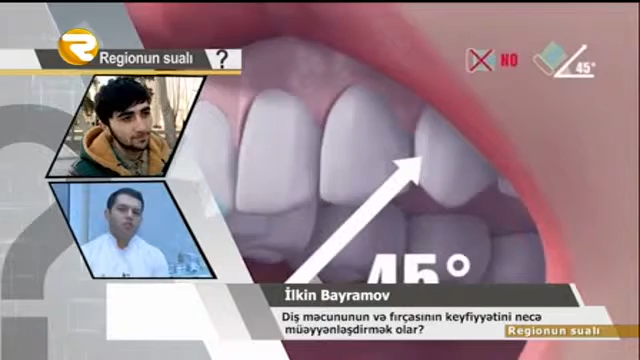 R
Regionun sualı ?
NO
45°
45°
İlkin Bayramov
Diş məcununun və fırçasının keyfiyyətini necə
müəyyənləşdirmək olar?
Regionun sualı